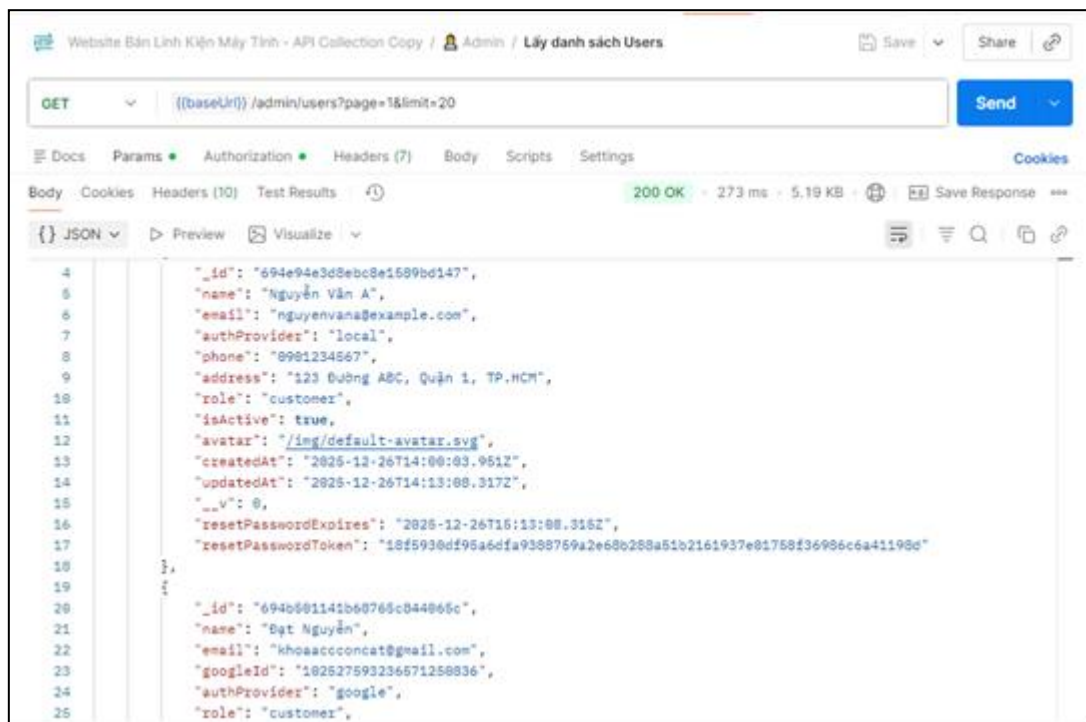 Website Bán Linh Kiện Máy Tính - API Collection Copy / Admin / Lấy danh sách Users Save Share
GET {{baseUrl}} /admin/users?page=1&limit=20 Send
Docs Params Authorization Headers (7) Body Scripts Settings Cookies
Body Cookies Headers (10) Test Results 200 OK 273 ms 5.19 KB Save Response
{} JSON Preview Visualize
4 "_id": "694e94e3d8ebc8e1589bd147",
5 "name": "Nguyễn Văn A",
6 "email": "nguyenvana@example.com",
7 "authProvider": "local",
8 "phone": "0901234567",
9 "address": "123 Đường ABC, Quận 1, TP.HCM",
10 "role": "customer",
11 "isActive": true,
12 "avatar": "/img/default-avatar.svg",
13 "createdAt": "2025-12-26T14:00:03.951Z",
14 "updatedAt": "2025-12-26T14:13:08.317Z",
15 "__v": 0,
16 "resetPasswordExpires": "2025-12-26T15:13:08.315Z",
17 "resetPasswordToken":
18 },
19 {
20 "_id": "694b501141b60765c844065c",
21 "name": "Đạt Nguyễn",
22 "email": "khoaaccconcat@gmail.com",
23 "googleId": "102527593236571250836",
24 "authProvider": "google",
25 "role": "customer",